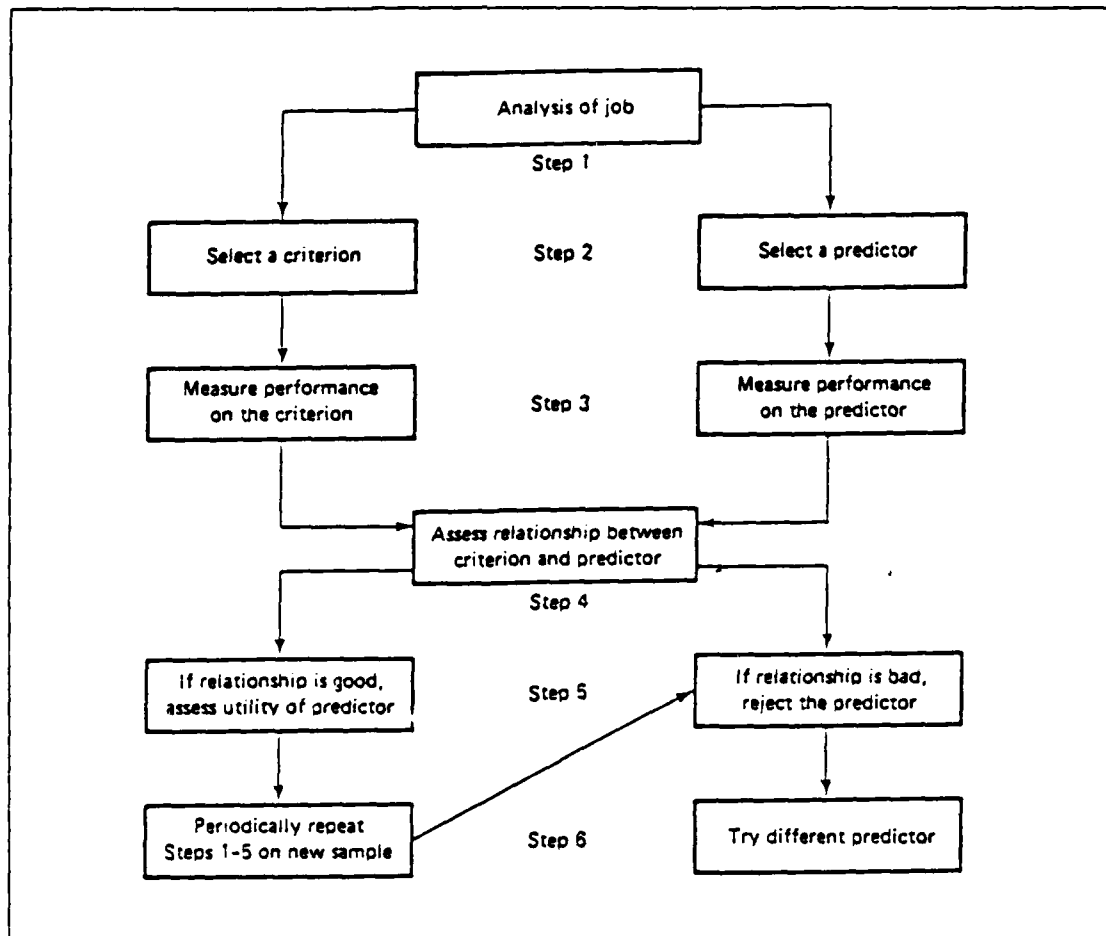 Analysis of job
Step 1
Select a criterion
Step 2
Select a predictor
Measure performance
on the criterion
Step 3
Measure performance
on the predictor
Assess relationship between
criterion and predictor
Step 4
If relationship is good,
assess utility of predictor
Step 5
If relationship is bad,
reject the predictor
Periodically repeat
Steps 1-5 on new sample
Step 6
Try different predictor